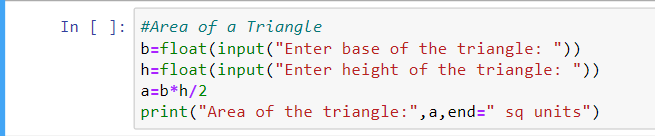 In [ ]: #Area of a Triangle
b=float(input("Enter base of the triangle: "))
h=float(input("Enter height of the triangle: "))
a=b*h/2
print("Area of the triangle:",a,end=" sq units")